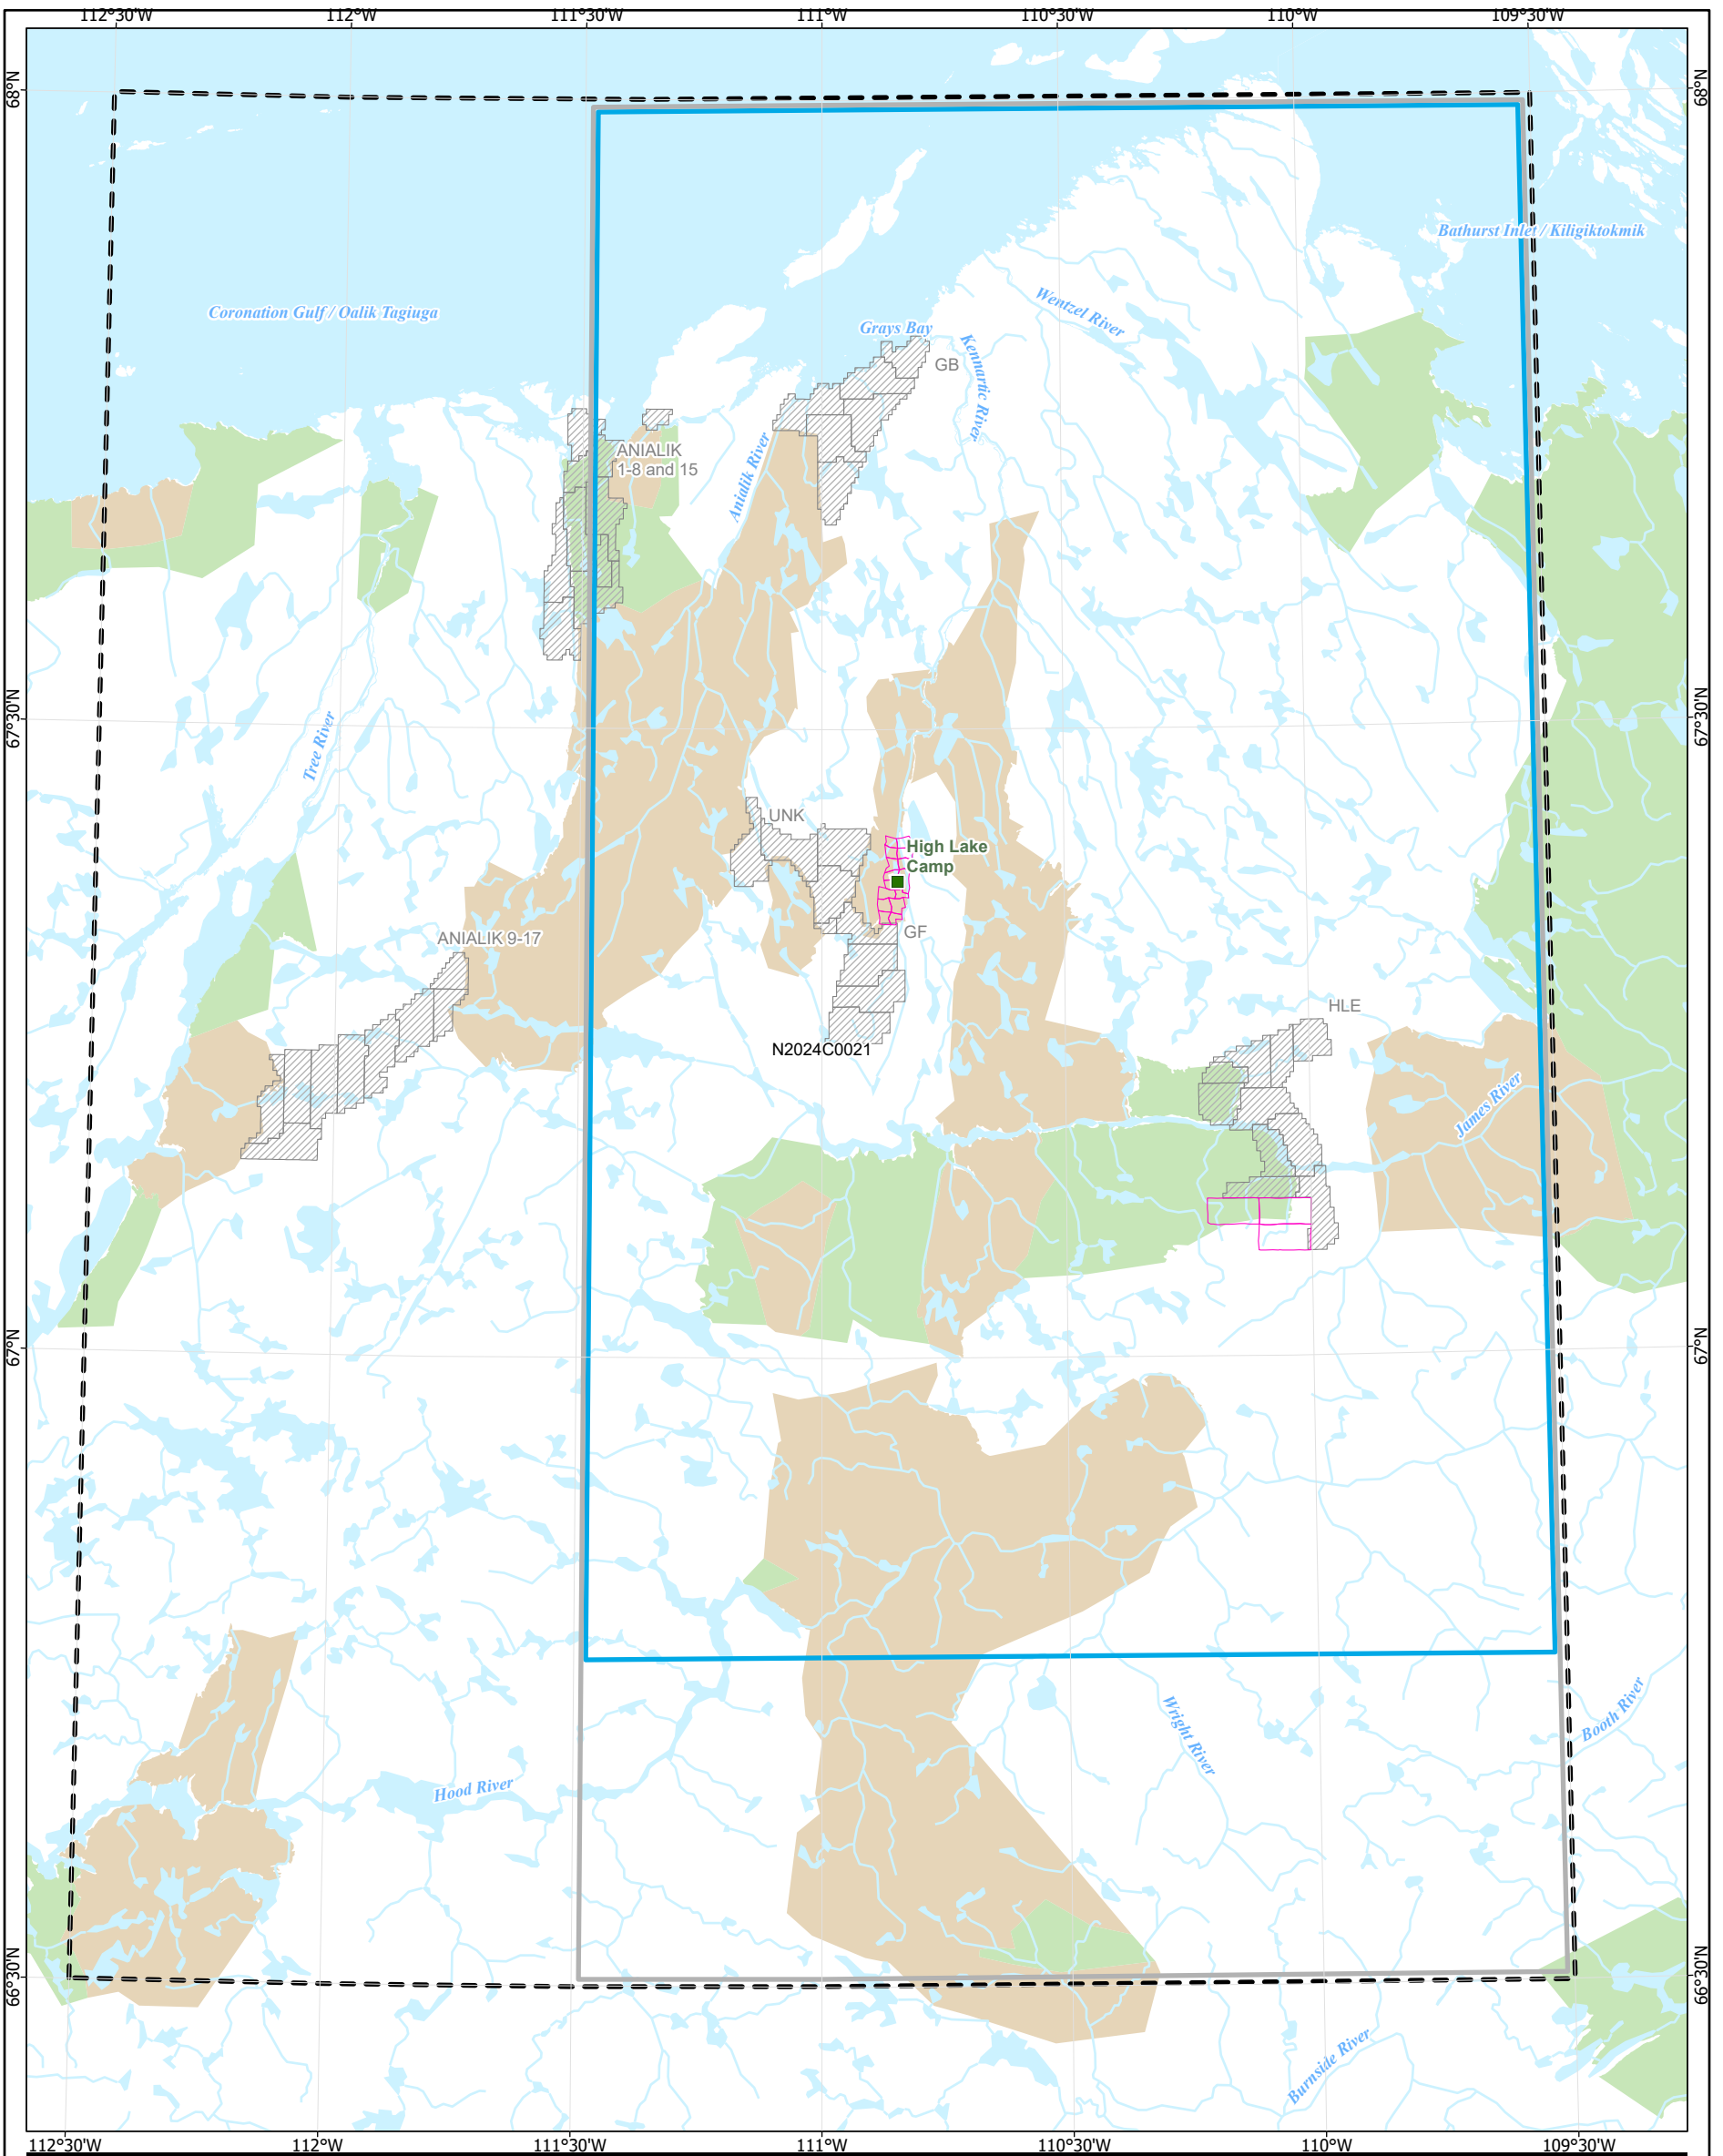 112°30'W 112°W 111°30'W 111°W 110°30'W 110°W 109°30'W
68°N
68°N
Bathurst Inlet / Kiligiktokmik
Coronation Gulf / Oalik Tagiuga
Wentzel River
Grays Bay
Kennartic River
GB
ANIALIK
1-8 and 15
Anialik River
67°30'N
67°30'N
Tree River
UNK
High Lake
Camp
GF
ANIALIK 9-17
HLE
N2024C0021
James River
67°N
67°N
Wright River
Booth River
Hood River
66°30'N
66°30'N
Burnside River
112°30'W 112°W 111°30'W 111°W 110°30'W 110°W 109°30'W